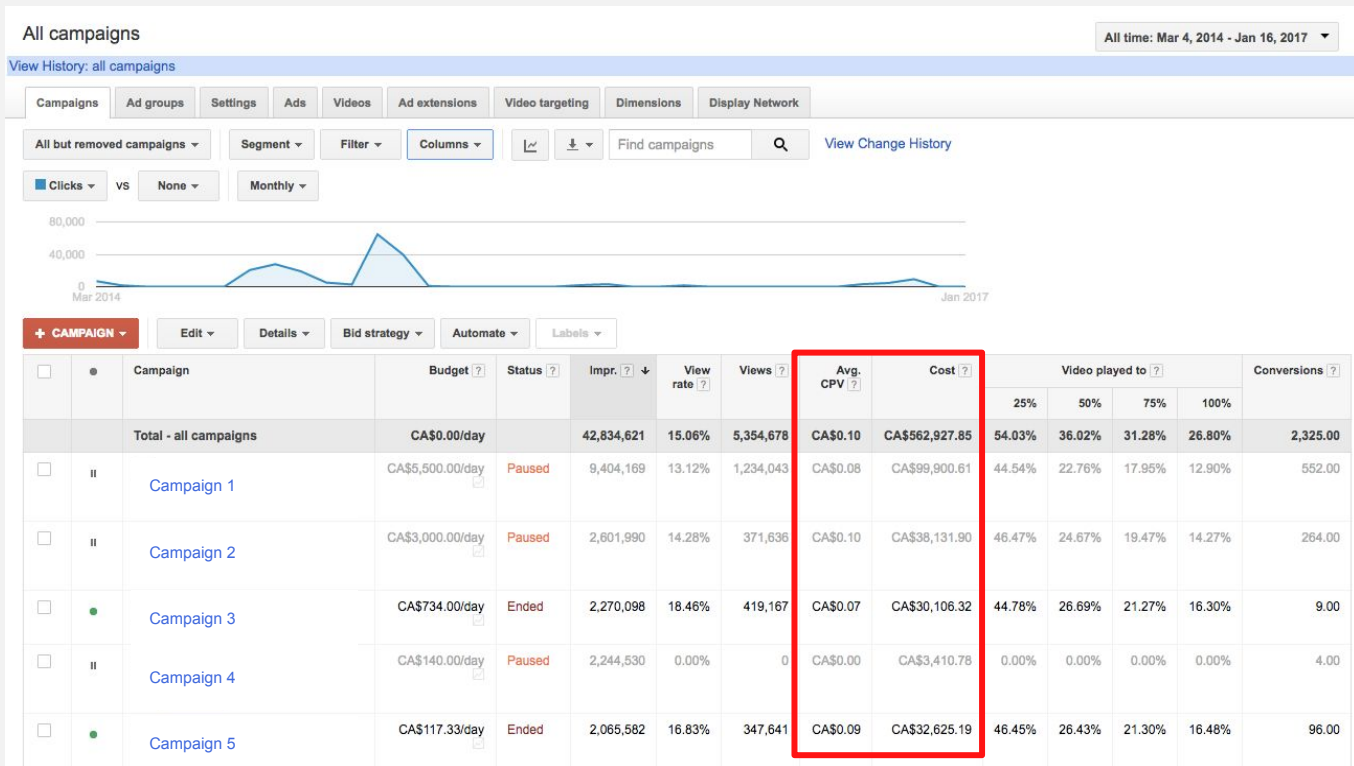 All campaigns
All time: Mar 4, 2014 - Jan 16, 2017
View History: all campaigns
Campaigns Ad groups Settings Ads Videos Ad extensions Video targeting Dimensions Display Network
All but removed campaigns Segment Filter Columns Find campaigns View Change History
Clicks VS None Monthly
80,000
40,000
0
Mar 2014 Jan 2017
+ CAMPAIGN Edit Details Bid strategy Automate Labels
Campaign Budget ? Status ? Impr. ? View rate ? Views ? Avg. CPV ? Cost ? Video played to ? Conversions ?
25% 50% 75% 100%
Total - all campaigns CA$0.00/day 42,834,621 15.06% 5,354,678 CA$0.10 CA$562,927.85 54.03% 36.02% 31.28% 26.80% 2,325.00
Campaign 1 CA$5,500.00/day Paused 9,404,169 13.12% 1,234,043 CA$0.08 CA$99,900.61 44.54% 22.76% 17.95% 12.90% 552.00
Campaign 2 CA$3,000.00/day Paused 2,601,990 14.28% 371,636 CA$0.10 CA$38,131.90 46.47% 24.67% 19.47% 14.27% 264.00
Campaign 3 CA$734.00/day Ended 2,270,098 18.46% 419,167 CA$0.07 CA$30,106.32 44.78% 26.69% 21.27% 16.30% 9.00
Campaign 4 CA$140.00/day Paused 2,244,530 0.00% 0 CA$0.00 CA$3,410.78 0.00% 0.00% 0.00% 0.00% 4.00
Campaign 5 CA$117.33/day Ended 2,065,582 16.83% 347,641 CA$0.09 CA$32,625.19 46.45% 26.43% 21.30% 16.48% 96.00